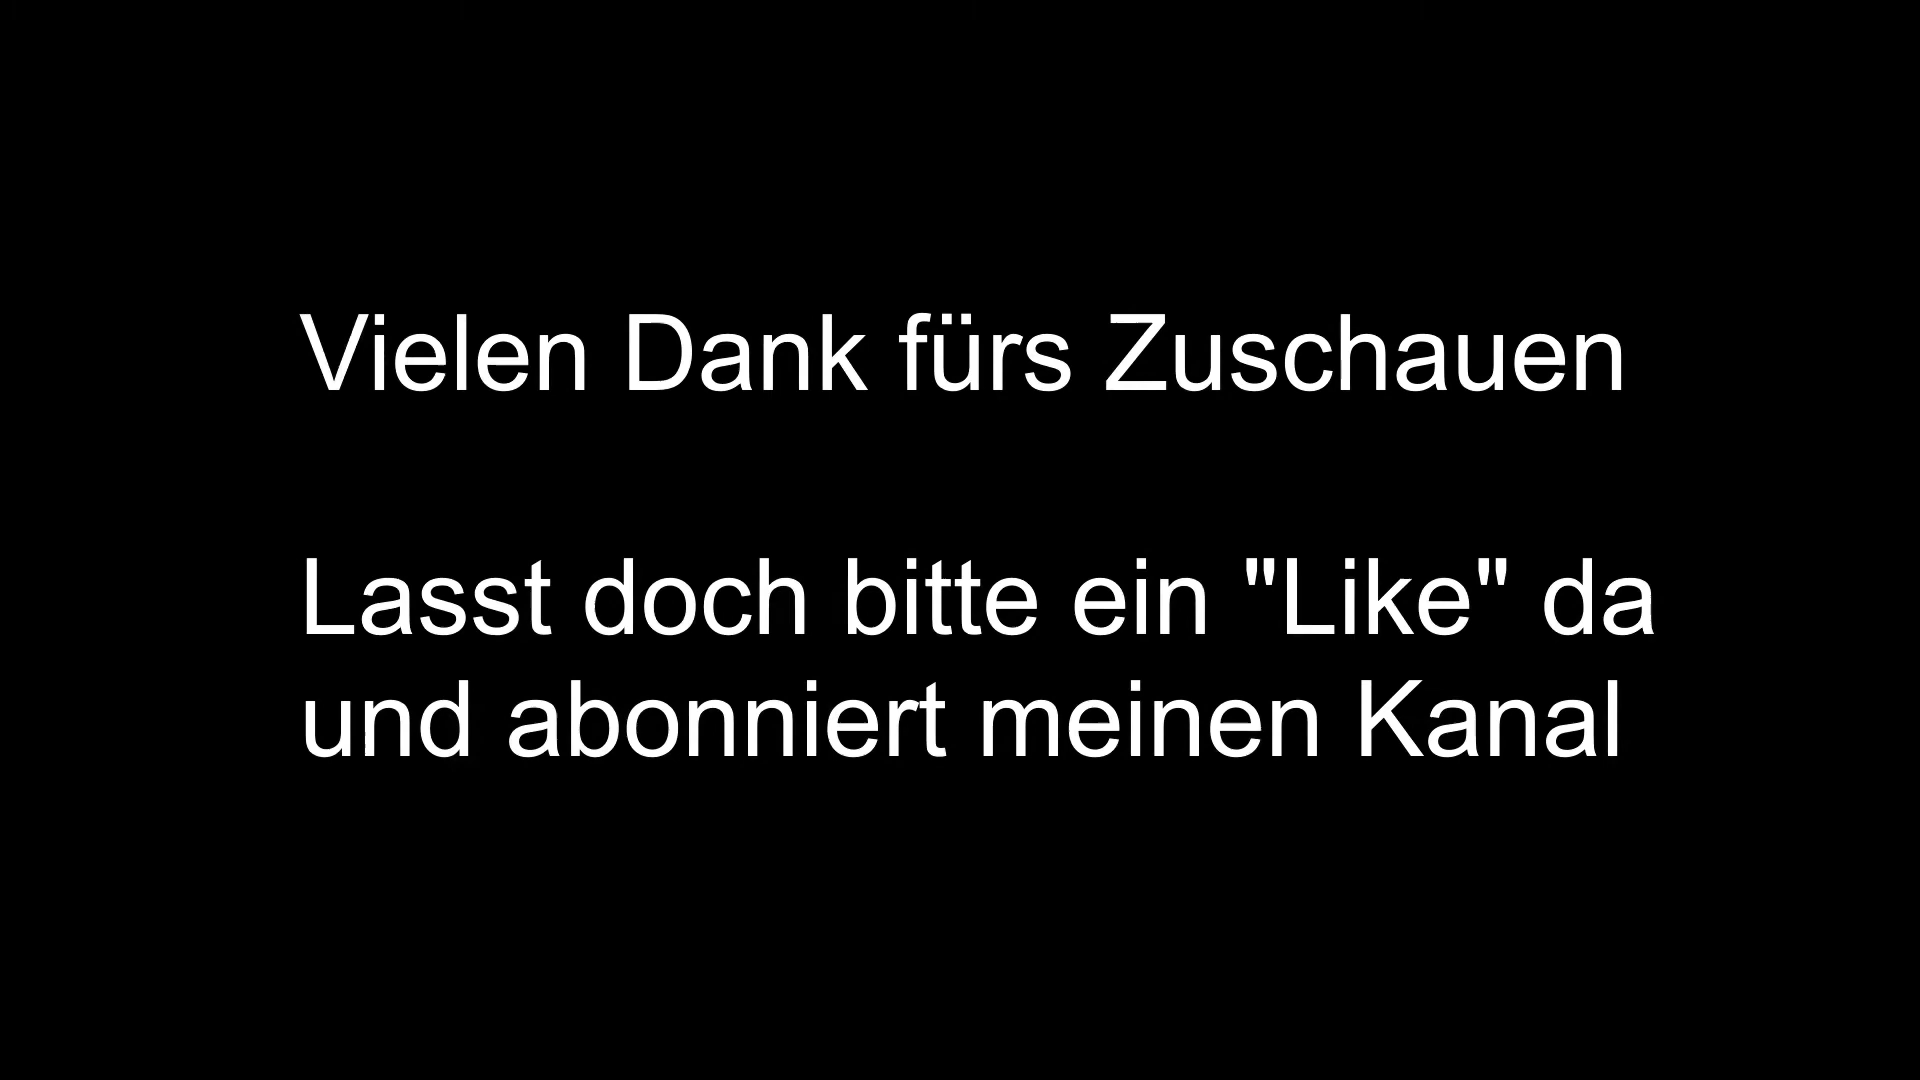 Vielen Dank fürs Zuschauen
Lasst doch bitte ein "Like" da
und abonniert meinen Kanal